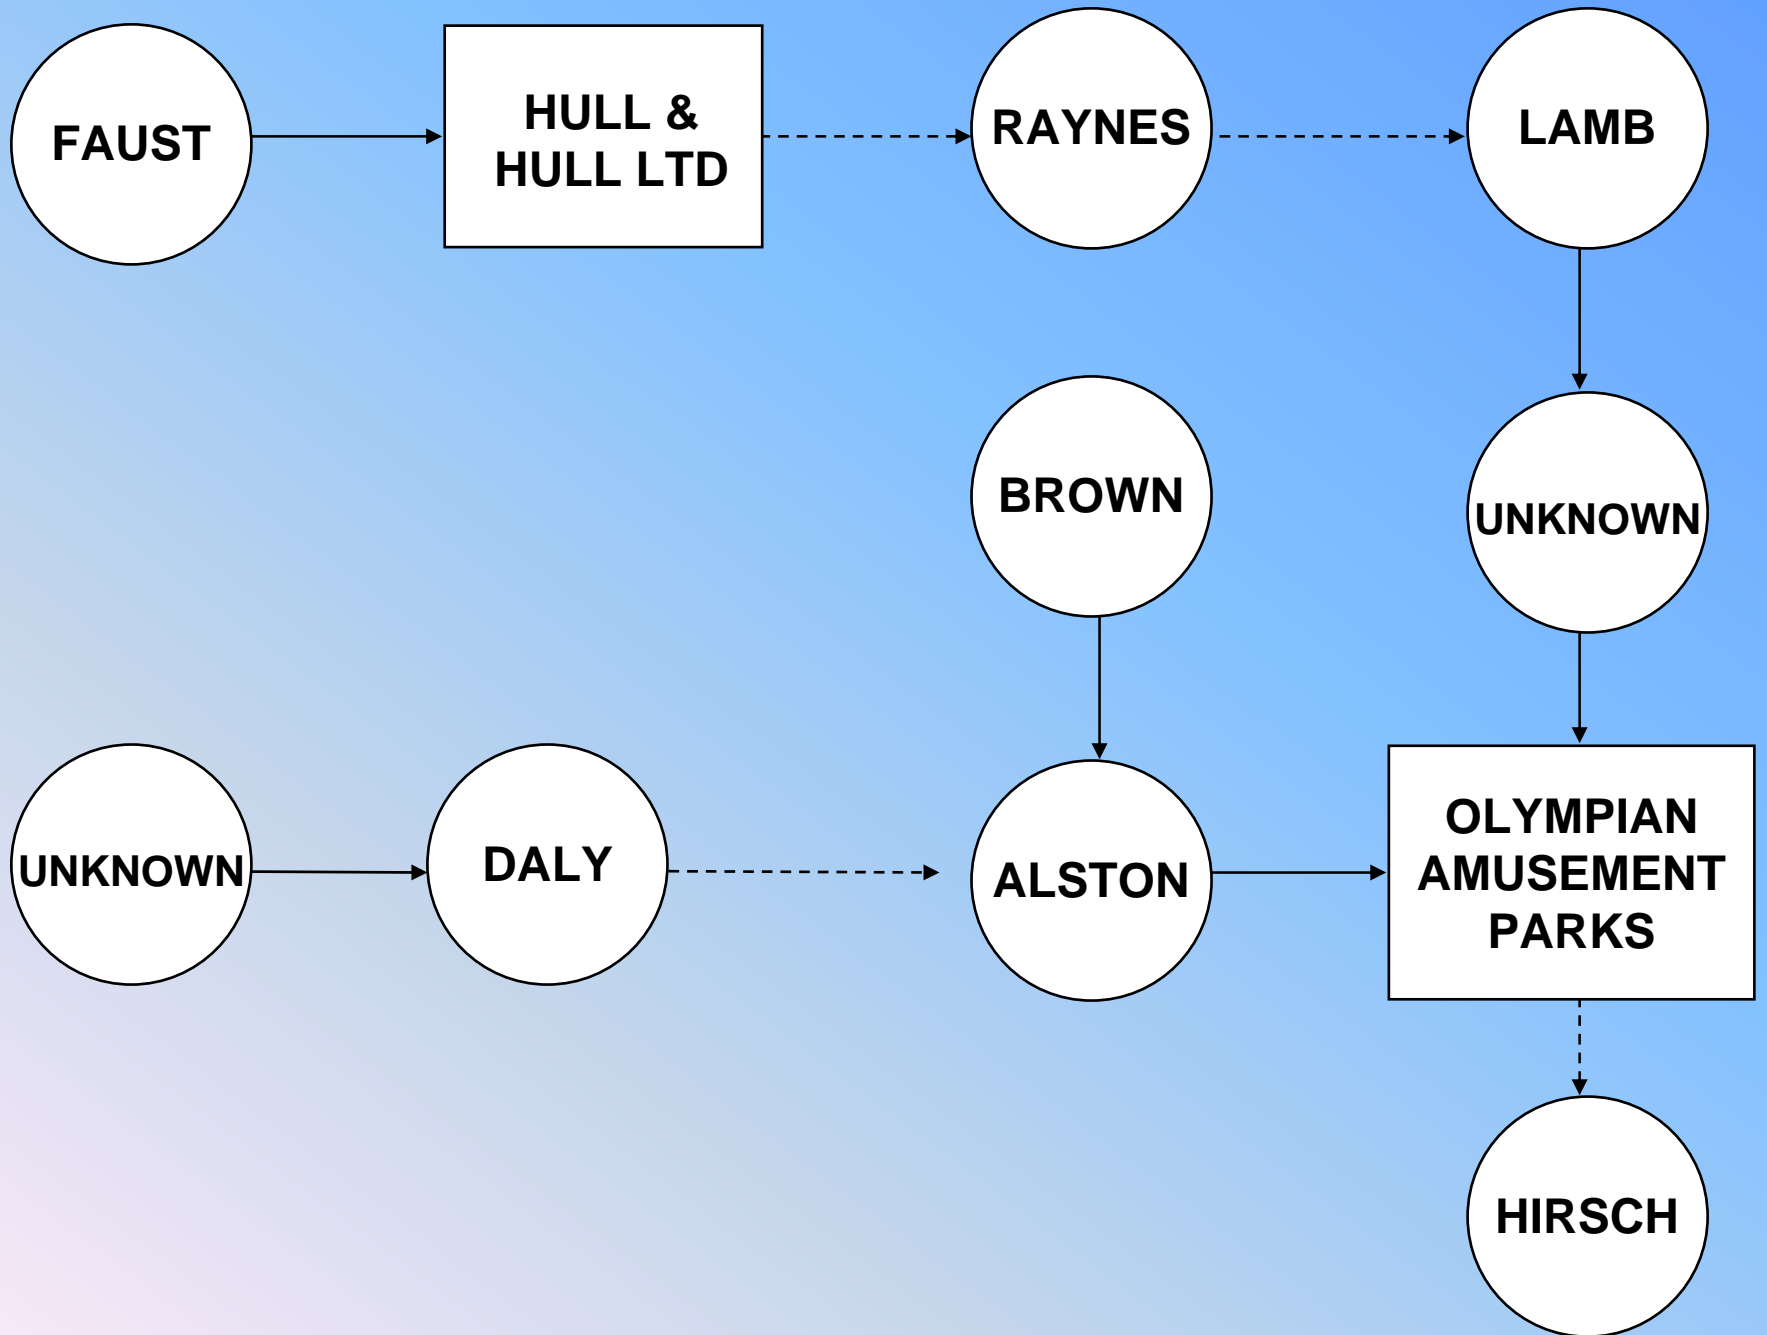 FAUST
HULL &
HULL LTD
RAYNES
LAMB
BROWN
UNKNOWN
UNKNOWN
DALY
ALSTON
OLYMPIAN
AMUSEMENT
PARKS
HIRSCH